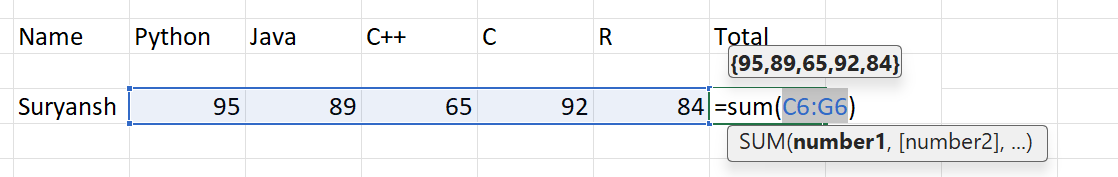 Name Python Java C++ C R Total
{95,89,65,92,84}
Suryansh 95 89 65 92 84 =sum(C6:G6)
SUM(number1, [number2], ...)